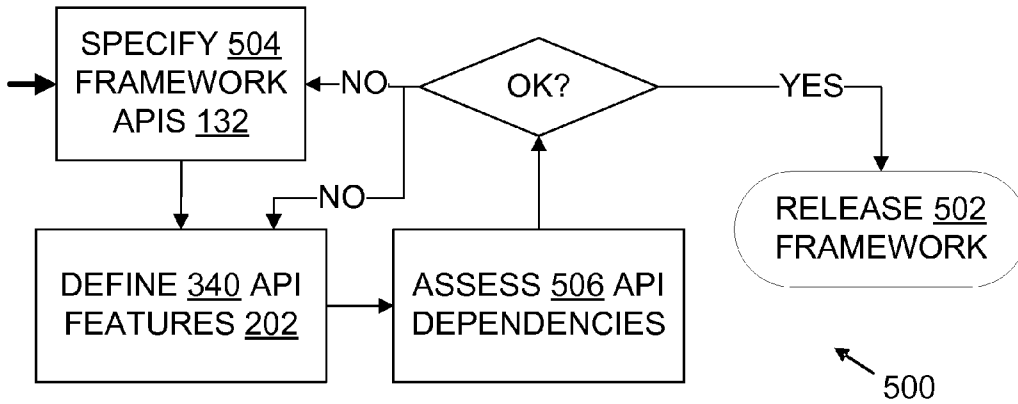 SPECIFY 504
FRAMEWORK
APIS 132
NO
OK?
YES
NO
DEFINE 340 API
FEATURES 202
ASSESS 506 API
DEPENDENCIES
RELEASE 502
FRAMEWORK
500